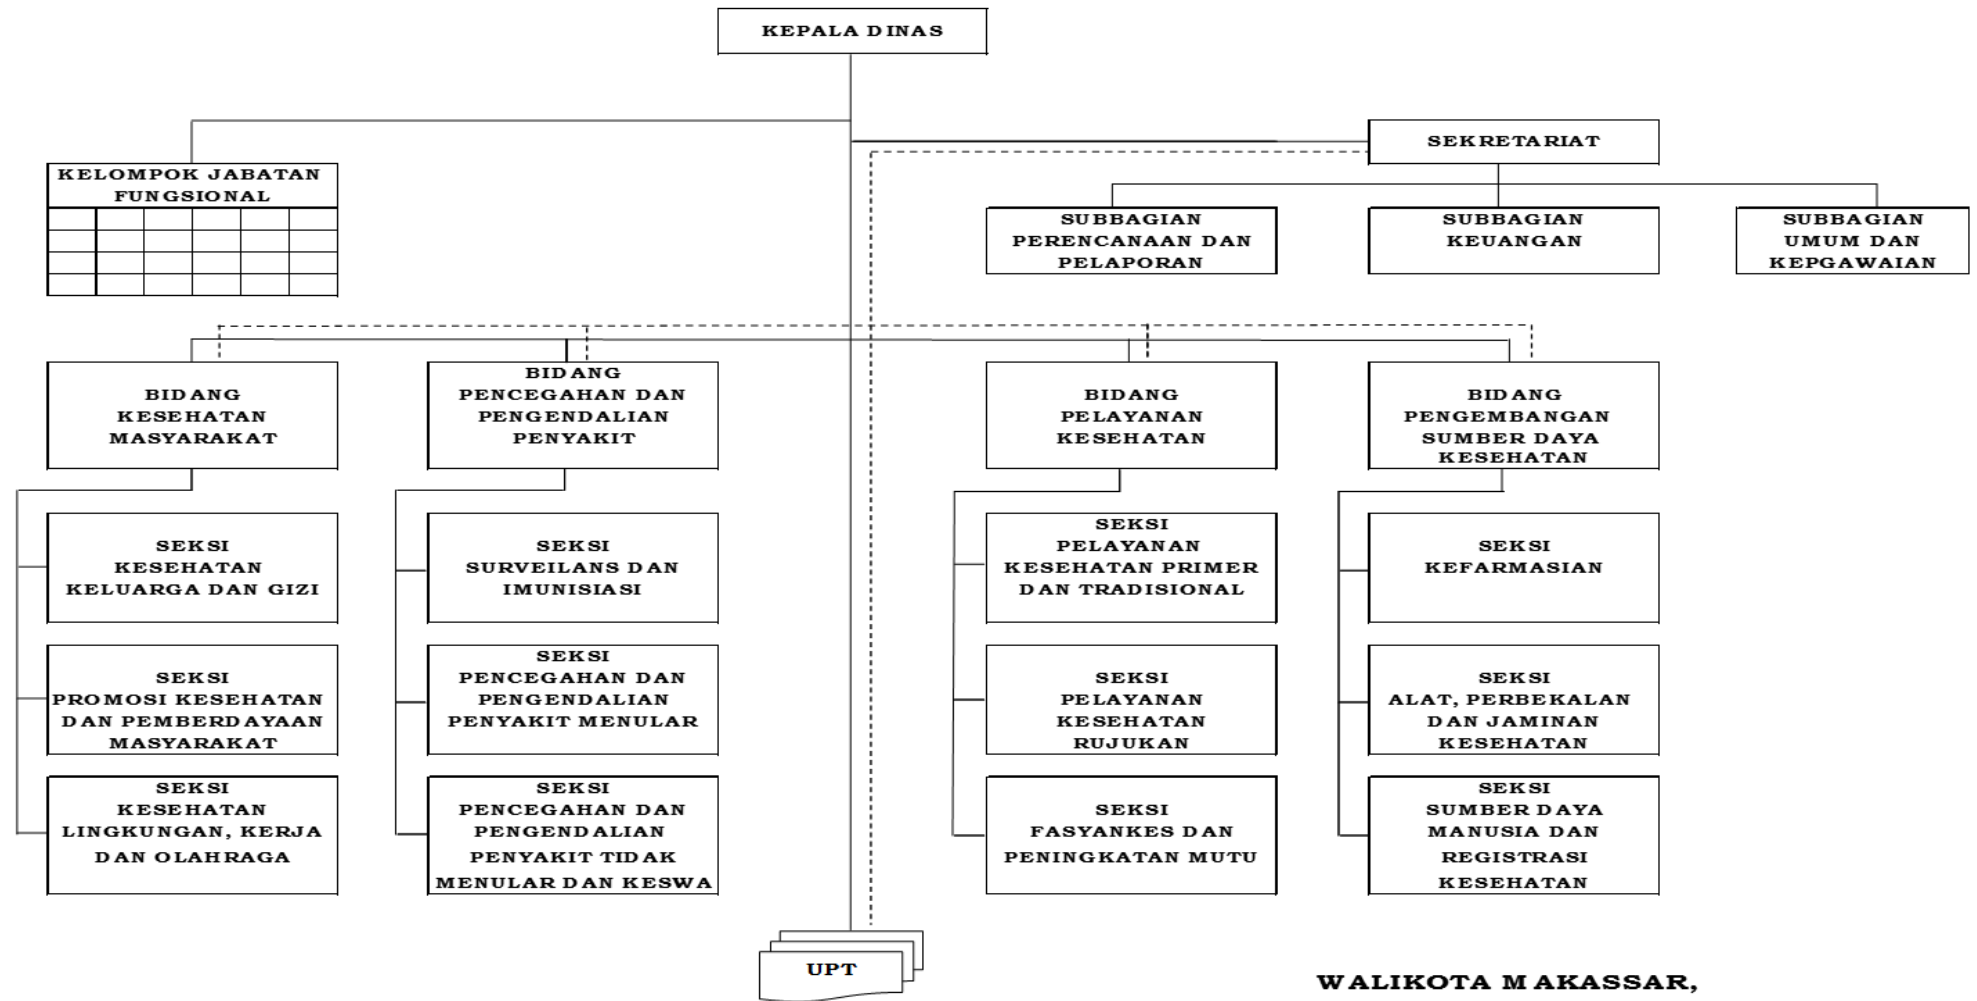 KEPALA DINAS
SEKRETARIAT
KELOMPOK JABATAN
FUNGSIONAL
SUBBAGIAN
PERENCANAAN DAN
PELAPORAN
SUBBAGIAN
KEUANGAN
SUBBAGIAN
UMUM DAN
KEPGAWAIAN
BIDANG
KESEHATAN
MASYARAKAT
BIDANG
PENCEGAHAN DAN
PENGENDALIAN
PENYAKIT
BIDANG
PELAYANAN
KESEHATAN
BIDANG
PENGEMBANGAN
SUMBER DAYA
KESEHATAN
SEKSI
KESEHATAN
KELUARGA DAN GIZI
SEKSI
SURVEILANS DAN
IMUNISIASI
SEKSI
PELAYANAN
KESEHATAN PRIMER
DAN TRADISIONAL
SEKSI
KEFARMASIAN
SEKSI
PROMOSI KESEHATAN
DAN PEMBERDAYAAN
MASYARAKAT
SEKSI
PENCEGAHAN DAN
PENGENDALIAN
PENYAKIT MENULAR
SEKSI
PELAYANAN
KESEHATAN
RUJUKAN
SEKSI
ALAT, PERBEKALAN
DAN JAMINAN
KESEHATAN
SEKSI
KESEHATAN
LINGKUNGAN, KERJA
DAN OLAHRAGA
SEKSI
PENCEGAHAN DAN
PENGENDALIAN
PENYAKIT TIDAK
MENULAR DAN KESWA
SEKSI
FASYANKES DAN
PENINGKATAN MUTU
SEKSI
SUMBER DAYA
MANUSIA DAN
REGISTRASI
KESEHATAN
UPT
WALIKOTA MAKASSAR,